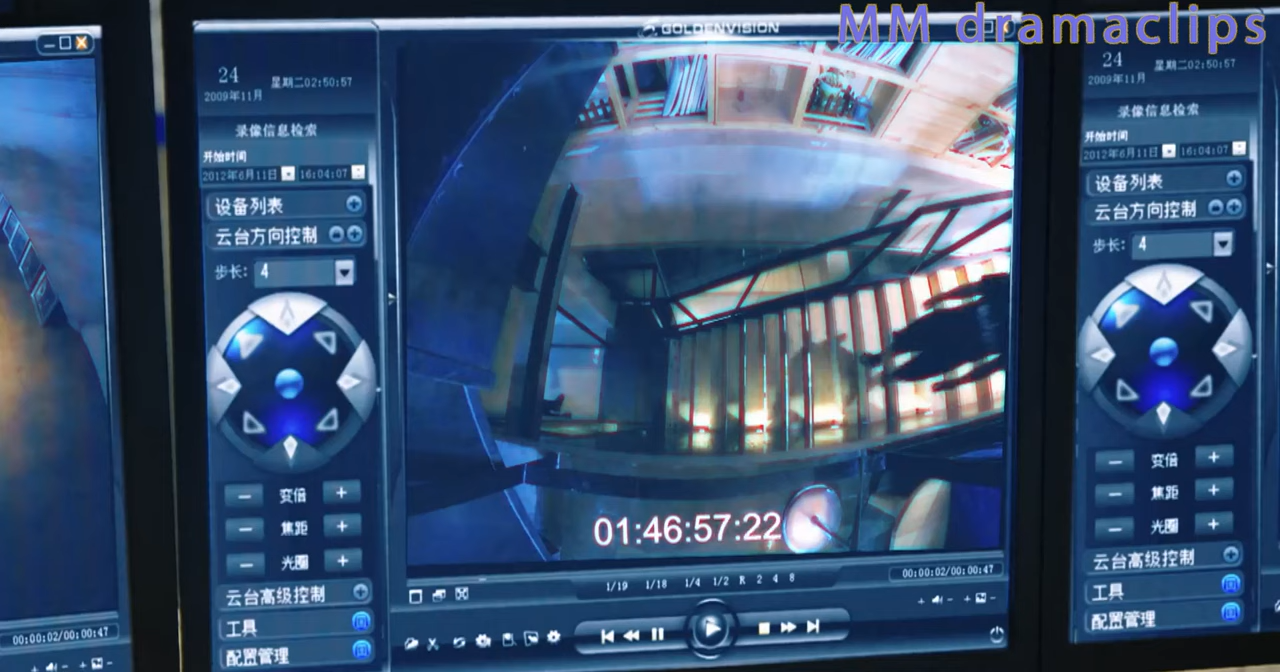 MM dramaclips
GOLDENVISION
24
星期二02:50:57
2009年11月
录像信息检索
开始时间
2012年6月11日
16:04:07
设备列表
云台方向控制
步长: 4
变倍
焦距
光圈
云台高级控制
工具
配置管理
01:46:57:22
1/19 1/18 1/4 1/2 R 2 4 8
00:00:02/00:00:47
24
星期二02:50:57
2009年11月
录像信息检索
开始时间
2012年6月11日
16:04:07
设备列表
云台方向控制
步长: 4
变倍
焦距
光圈
云台高级控制
工具
配置管理
00:00:02/00:00:47